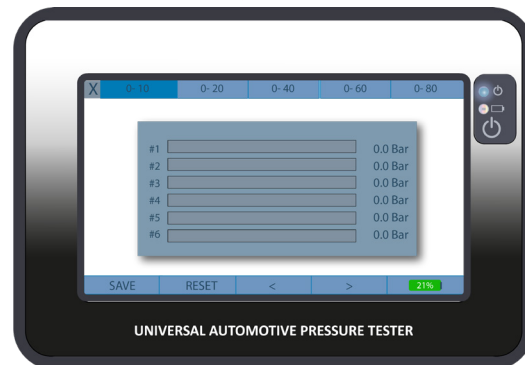 X 0- 10 0- 20 0- 40 0- 60 0- 80
#1 0.0 Bar
#2 0.0 Bar
#3 0.0 Bar
#4 0.0 Bar
#5 0.0 Bar
#6 0.0 Bar
SAVE RESET < > 21%
UNIVERSAL AUTOMOTIVE PRESSURE TESTER